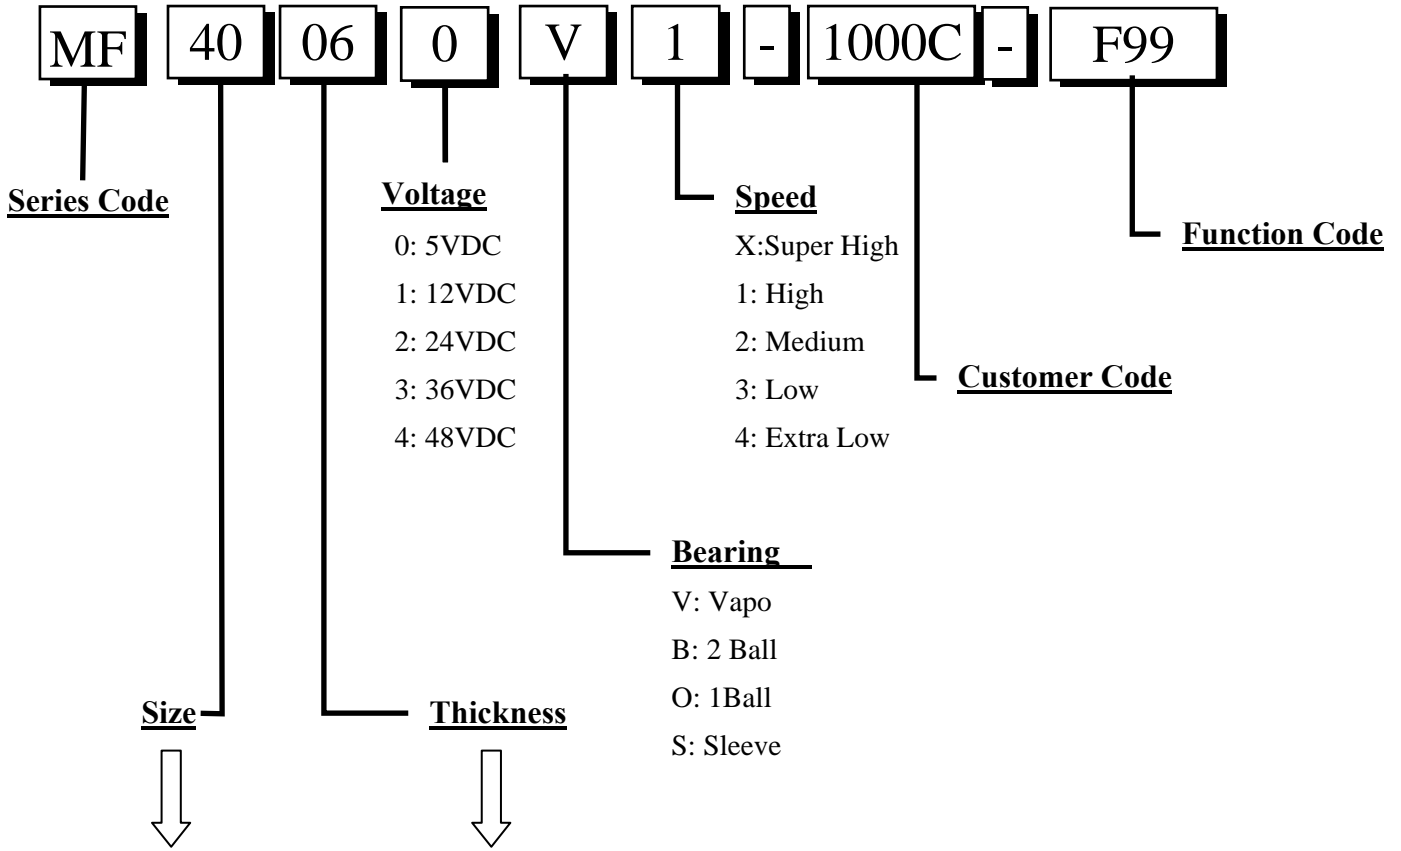 MF 40 06 0 V 1 - 1000C - F99
Series Code
Voltage
0: 5VDC
1: 12VDC
2: 24VDC
3: 36VDC
4: 48VDC
Speed
X:Super High
1: High
2: Medium
3: Low
4: Extra Low
Function Code
Customer Code
Bearing
V: Vapo
B: 2 Ball
O: 1Ball
S: Sleeve
Size
Thickness